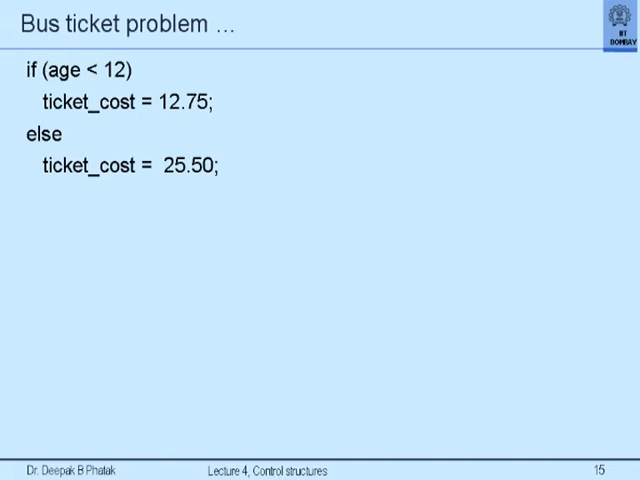 Bus ticket problem ...
IIT
BOMBAY
if (age < 12)
ticket_cost = 12.75;
else
ticket_cost =  25.50;
Dr. Deepak B Phatak
Lecture 4, Control structures
15